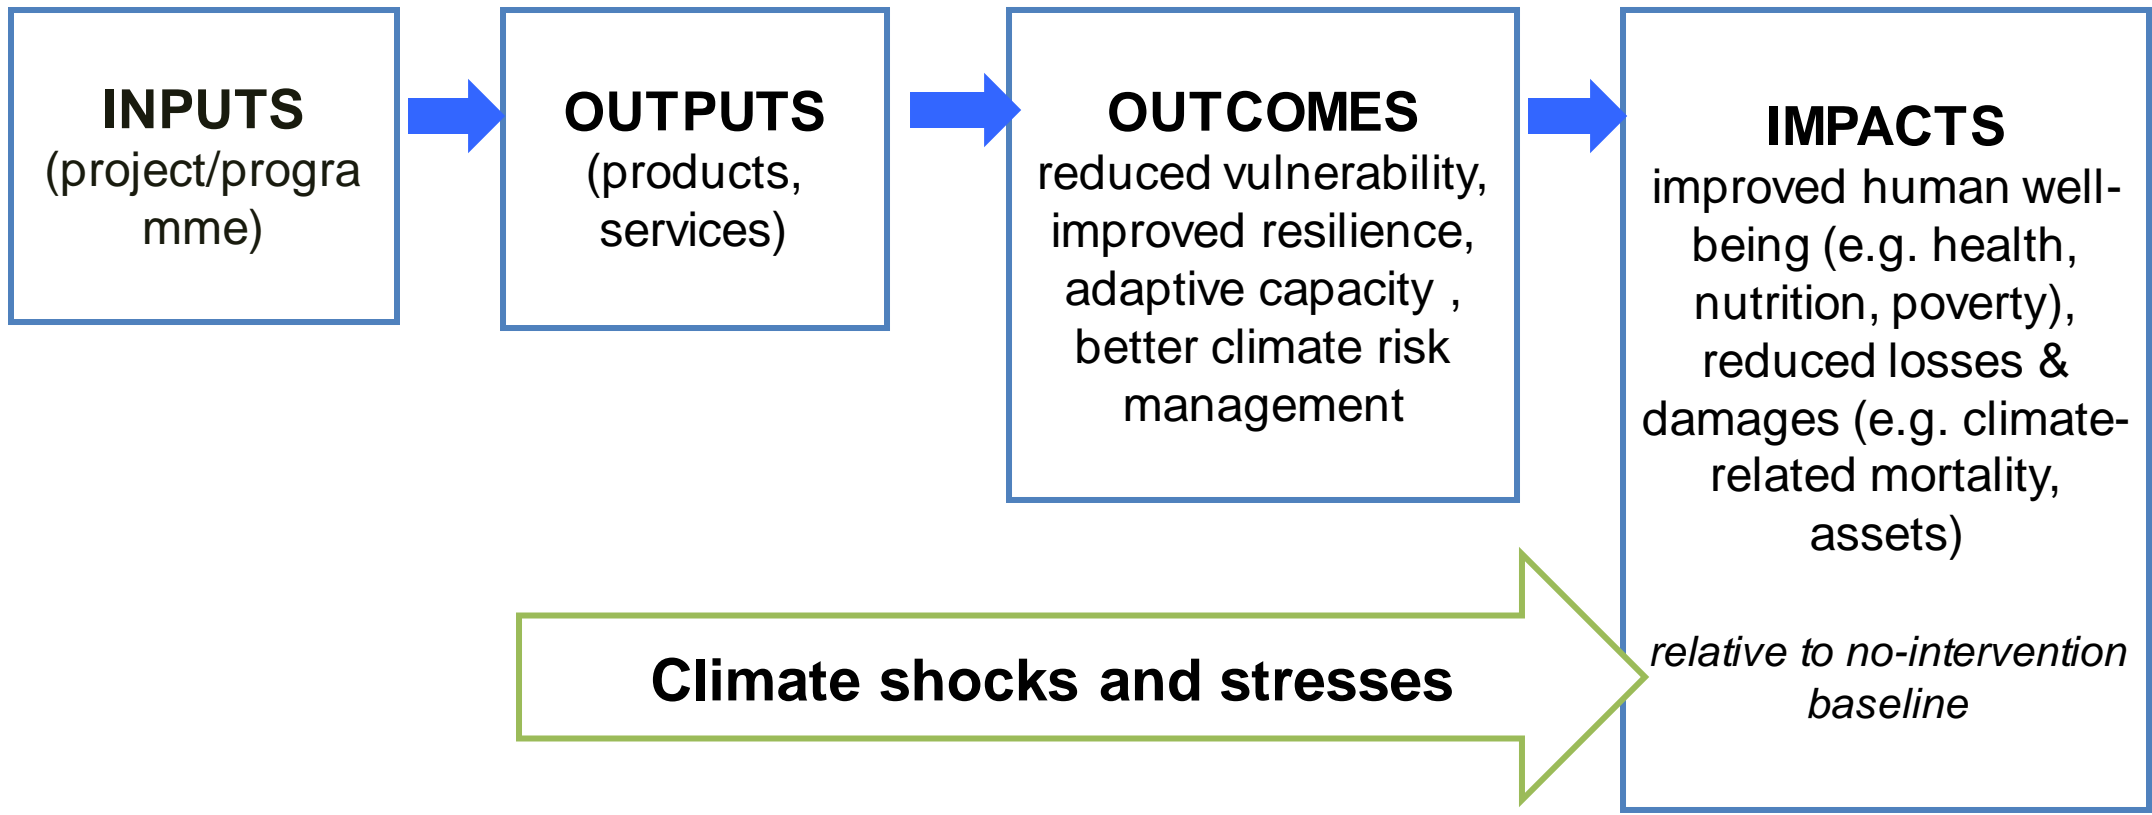 INPUTS
(project/progra
mme)
OUTPUTS
(products,
services)
OUTCOMES
reduced vulnerability,
improved resilience,
adaptive capacity ,
better climate risk
management
IMPACTS
improved human well-
being (e.g. health,
nutrition, poverty),
reduced losses &
damages (e.g. climate-
related mortality,
assets)
relative to no-intervention
baseline
Climate shocks and stresses